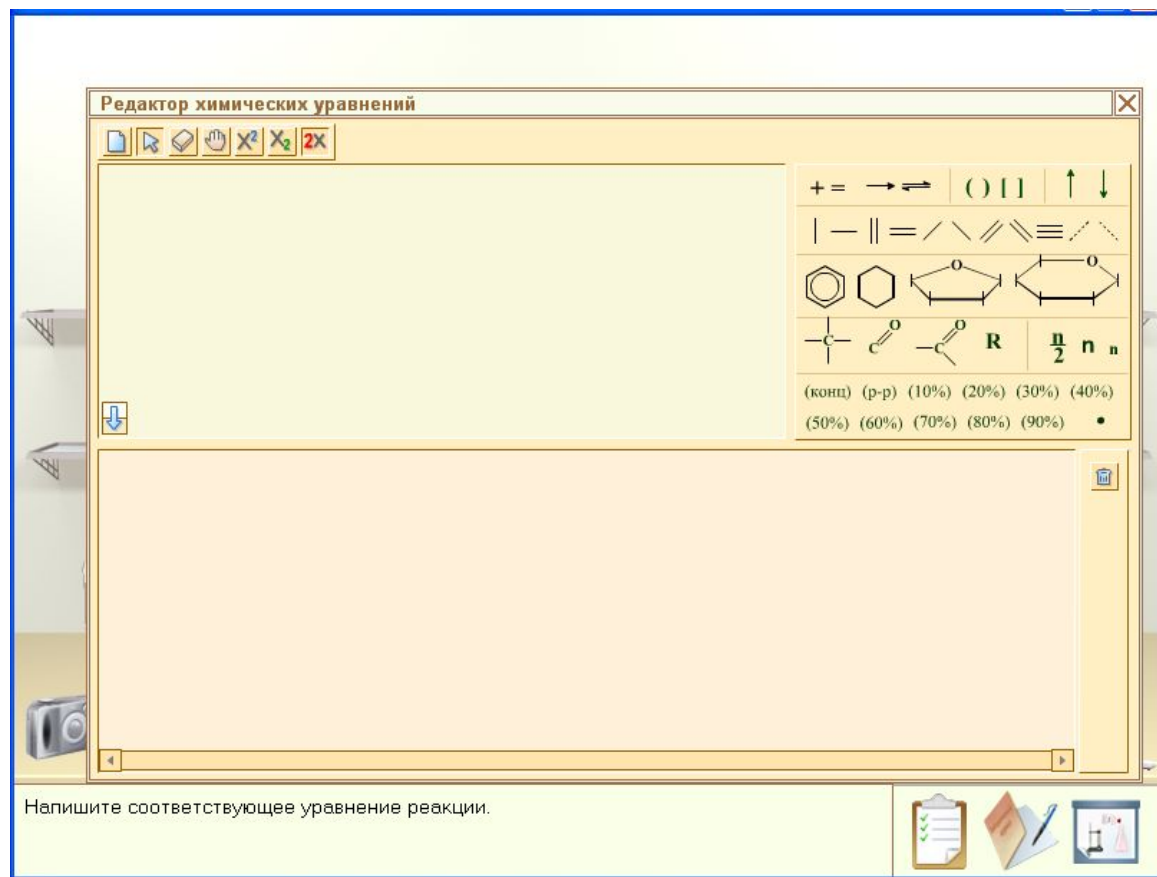 Редактор химических уравнений
X² X₂ 2X
+ = → ⇌ ( ) [ ] ↑ ↓
O O
C O C O C R n/2 n n
(конц) (р-р) (10%) (20%) (30%) (40%)
(50%) (60%) (70%) (80%) (90%) •
Напишите соответствующее уравнение реакции.